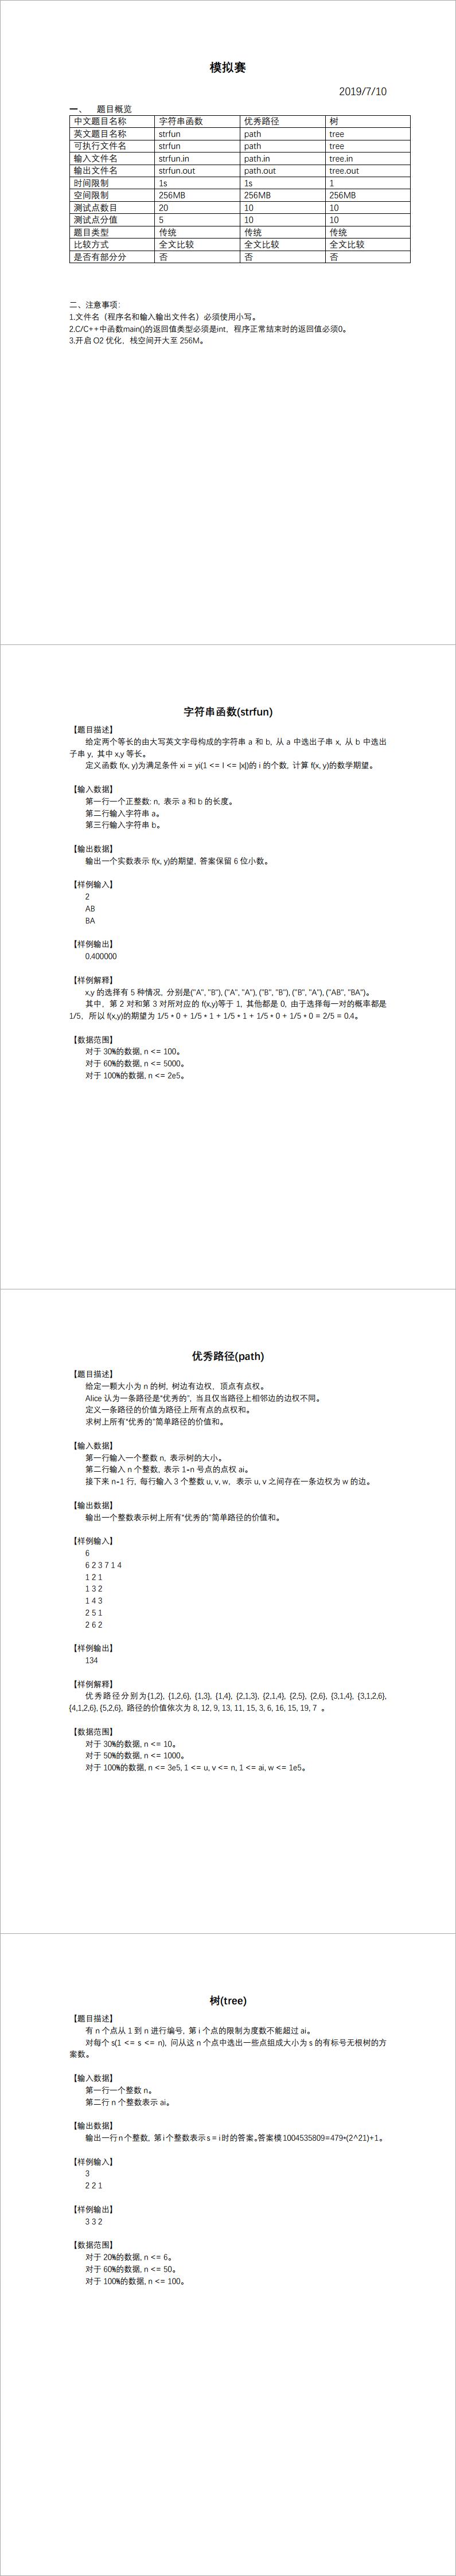 模拟赛
2019/7/10
一、 题目概览
中文题目名称 字符串函数 优秀路径 树
英文题目名称 strfun path tree
可执行文件名 strfun path tree
输入文件名 strfun.in path.in tree.in
输出文件名 strfun.out path.out tree.out
时间限制 1s 1s 1
空间限制 256MB 256MB 256MB
测试点数目 20 10 10
测试点分值 5 10 10
题目类型 传统 传统 传统
比较方式 全文比较 全文比较 全文比较
是否有部分分 否 否 否
二、注意事项:
1.文件名（程序名和输入输出文件名）必须使用小写。
2.C/C++中函数main()的返回值类型必须是int，程序正常结束时的返回值必须0。
3.开启O2优化，栈空间开大至256M。
字符串函数(strfun)
【题目描述】
给定两个等长的由大写英文字母构成的字符串 a 和 b, 从 a 中选出子串 x, 从 b 中选出
子串 y, 其中 x,y 等长。
定义函数 f(x, y)为满足条件 xi = yi(1 <= I <= |x|)的 i 的个数, 计算 f(x, y)的数学期望。
【输入数据】
第一行一个正整数: n, 表示 a 和 b 的长度。
第二行输入字符串 a。
第三行输入字符串 b。
【输出数据】
输出一个实数表示 f(x, y)的期望, 答案保留 6 位小数。
【样例输入】
2
AB
BA
【样例输出】
0.400000
【样例解释】
x,y 的选择有 5 种情况, 分别是("A", "B"), ("A", "A"), ("B", "B"), ("B", "A"), ("AB", "BA")。
其中，第 2 对和第 3 对所对应的 f(x,y)等于 1, 其他都是 0, 由于选择每一对的概率都是
1/5，所以 f(x,y)的期望为 1/5 * 0 + 1/5 * 1 + 1/5 * 1 + 1/5 * 0 + 1/5 * 0 = 2/5 = 0.4。
【数据范围】
对于 30%的数据, n <= 100。
对于 60%的数据, n <= 5000。
对于 100%的数据, n <= 2e5。
优秀路径(path)
【题目描述】
给定一颗大小为 n 的树, 树边有边权，顶点有点权。
Alice 认为一条路径是“优秀的”, 当且仅当路径上相邻边的边权不同。
定义一条路径的价值为路径上所有点的点权和。
求树上所有“优秀的”简单路径的价值和。
【输入数据】
第一行输入一个整数 n, 表示树的大小。
第二行输入 n 个整数, 表示 1~n 号点的点权 ai。
接下来 n-1 行, 每行输入 3 个整数 u, v, w，表示 u, v 之间存在一条边权为 w 的边。
【输出数据】
输出一个整数表示树上所有“优秀的”简单路径的价值和。
【样例输入】
6
6 2 3 7 1 4
1 2 1
1 3 2
1 4 3
2 5 1
2 6 2
【样例输出】
134
【样例解释】
优秀路径分别为{1,2}, {1,2,6}, {1,3}, {1,4}, {2,1,3}, {2,1,4}, {2,5}, {2,6}, {3,1,4}, {3,1,2,6},
{4,1,2,6}, {5,2,6}, 路径的价值依次为 8, 12, 9, 13, 11, 15, 3, 6, 16, 15, 19, 7 。
【数据范围】
对于 30%的数据, n <= 10。
对于 50%的数据, n <= 1000。
对于 100%的数据, n <= 3e5, 1 <= u, v <= n, 1 <= ai, w <= 1e5。
树(tree)
【题目描述】
有 n 个点从 1 到 n 进行编号, 第 i 个点的限制为度数不能超过 ai。
对每个 s(1 <= s <= n), 问从这 n 个点中选出一些点组成大小为 s 的有标号无根树的方
案数。
【输入数据】
第一行一个整数 n。
第二行 n 个整数表示 ai。
【输出数据】
输出一行n个整数, 第i个整数表示s = i时的答案。答案模1004535809=479*(2^21)+1。
【样例输入】
3
2 2 1
【样例输出】
3 3 2
【数据范围】
对于 20%的数据, n <= 6。
对于 60%的数据, n <= 50。
对于 100%的数据, n <= 100。